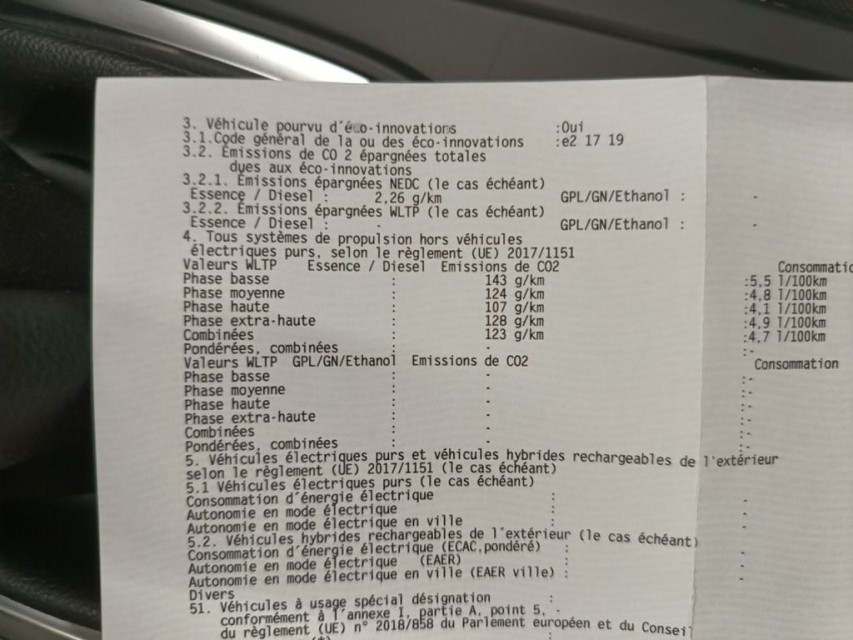 3. Véhicule pourvu d'éco-innovations :Oui
3.1.Code général de la ou des éco-innovations :e2 17 19
3.2. Émissions de CO 2 épargnées totales
dues aux éco-innovations
3.2.1. Émissions épargnées NEDC (le cas échéant)
Essence / Diesel : 2,26 g/km GPL/GN/Ethanol : -
3.2.2. Émissions épargnées WLTP (le cas échéant)
Essence / Diesel : - GPL/GN/Ethanol : -
4. Tous systèmes de propulsion hors véhicules
électriques purs, selon le règlement (UE) 2017/1151
Valeurs WLTP Essence / Diesel Emissions de CO2 Consommatio
Phase basse : 143 g/km :5,5 l/100km
Phase moyenne : 124 g/km :4,8 l/100km
Phase haute : 107 g/km :4,1 l/100km
Phase extra-haute : 128 g/km :4,9 l/100km
Combinées : 123 g/km :4,7 l/100km
Pondérées, combinées : - :-
Valeurs WLTP GPL/GN/Ethanol Emissions de CO2 Consommation
Phase basse : - :-
Phase moyenne : - :-
Phase haute : - :-
Phase extra-haute : - :-
Combinées : - :-
Pondérées, combinées : - :-
5. Véhicules électriques purs et véhicules hybrides rechargeables de l'extérieur
selon le règlement (UE) 2017/1151 (le cas échéant)
5.1 Véhicules électriques purs (le cas échéant)
Consommation d'énergie électrique : -
Autonomie en mode électrique : -
Autonomie en mode électrique en ville : -
5.2. Véhicules hybrides rechargeables de l'extérieur (le cas échéant)
Consommation d'énergie électrique (ECAC,pondéré) : -
Autonomie en mode électrique (EAER) : -
Autonomie en mode électrique en ville (EAER ville) : -
Divers
51. Véhicules à usage spécial désignation :
conformément à l'annexe I, partie A, point 5, -
du règlement (UE) n° 2018/858 du Parlement européen et du Conseil